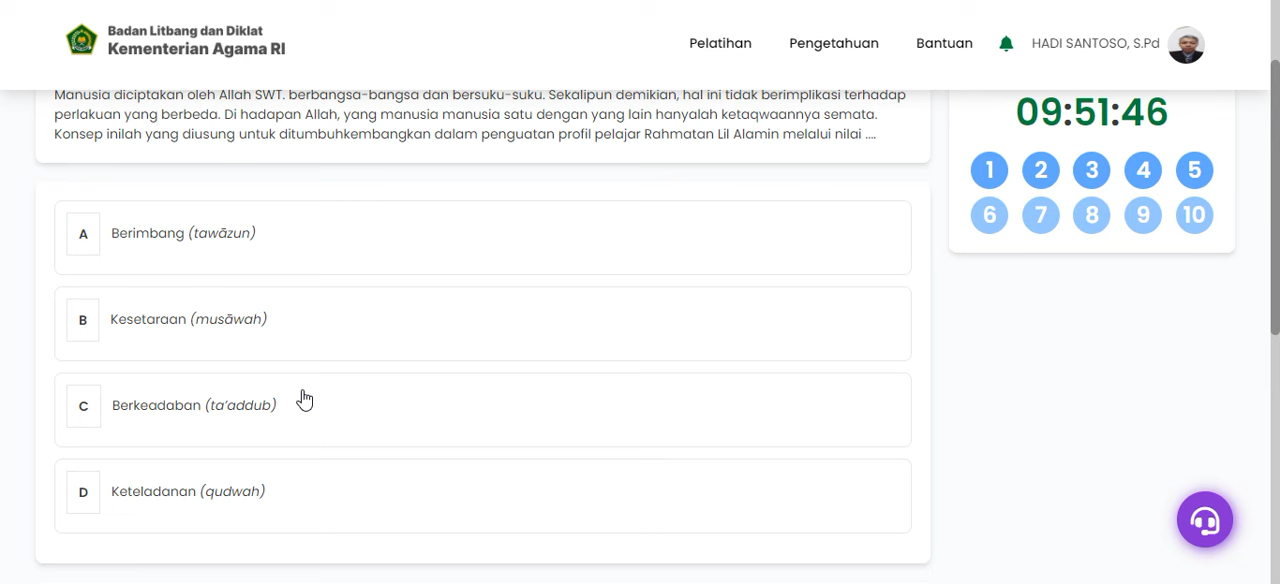 Badan Litbang dan Diklat
Kementerian Agama RI
Pelatihan
Pengetahuan
Bantuan
HADI SANTOSO, S.Pd
Manusia diciptakan oleh Allah SWT. berbangsa-bangsa dan bersuku-suku. Sekalipun demikian, hal ini tidak berimplikasi terhadap
perlakuan yang berbeda. Di hadapan Allah, yang manusia manusia satu dengan yang lain hanyalah ketaqwaannya semata.
Konsep inilah yang diusung untuk ditumbuhkembangkan dalam penguatan profil pelajar Rahmatan Lil Alamin melalui nilai ....
A Berimbang (tawāzun)
B Kesetaraan (musāwah)
C Berkeadaban (ta'addub)
D Keteladanan (qudwah)
09:51:46
1 2 3 4 5
6 7 8 9 10